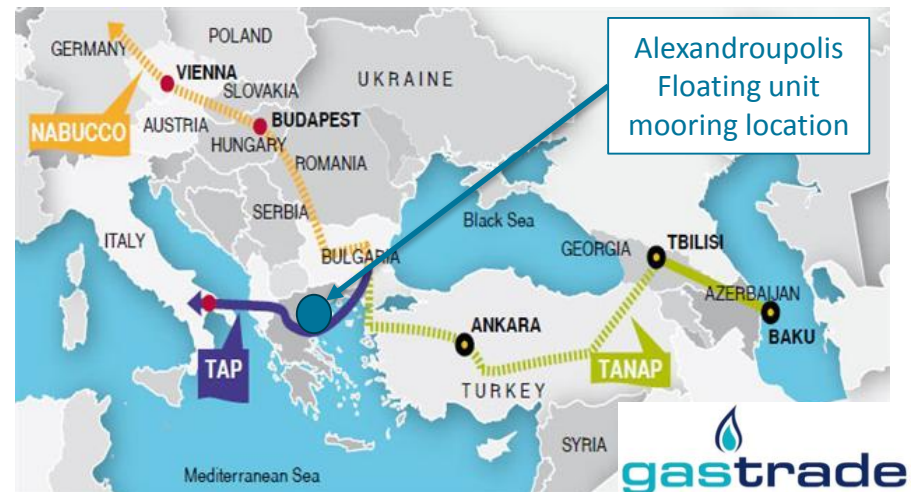 POLAND
GERMANY
VIENNA
SLOVAKIA
UKRAINE
NABUCCO
AUSTRIA
BUDAPEST
HUNGARY
ROMANIA
SERBIA
ITALY
BULGARIA
Black Sea
GEORGIA
TBILISI
AZERBAIJAN
BAKU
ANKARA
TAP
TANAP
TURKEY
SYRIA
Mediterranean Sea
Alexandroupolis
Floating unit
mooring location
gastrade